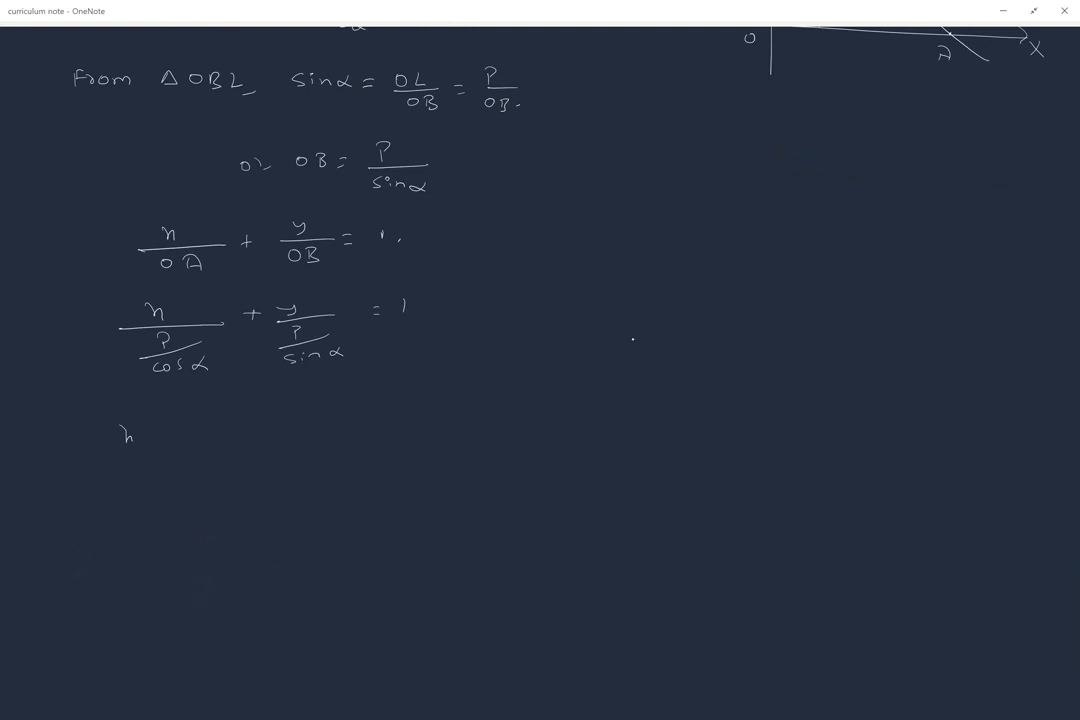 curriculum note - OneNote
α
O A X
From △OBL, sinα = OL/OB = P/OB.
or OB = P/sinα
x/OA + y/OB = 1.
x/(P/cosα) + y/(P/sinα) = 1
x